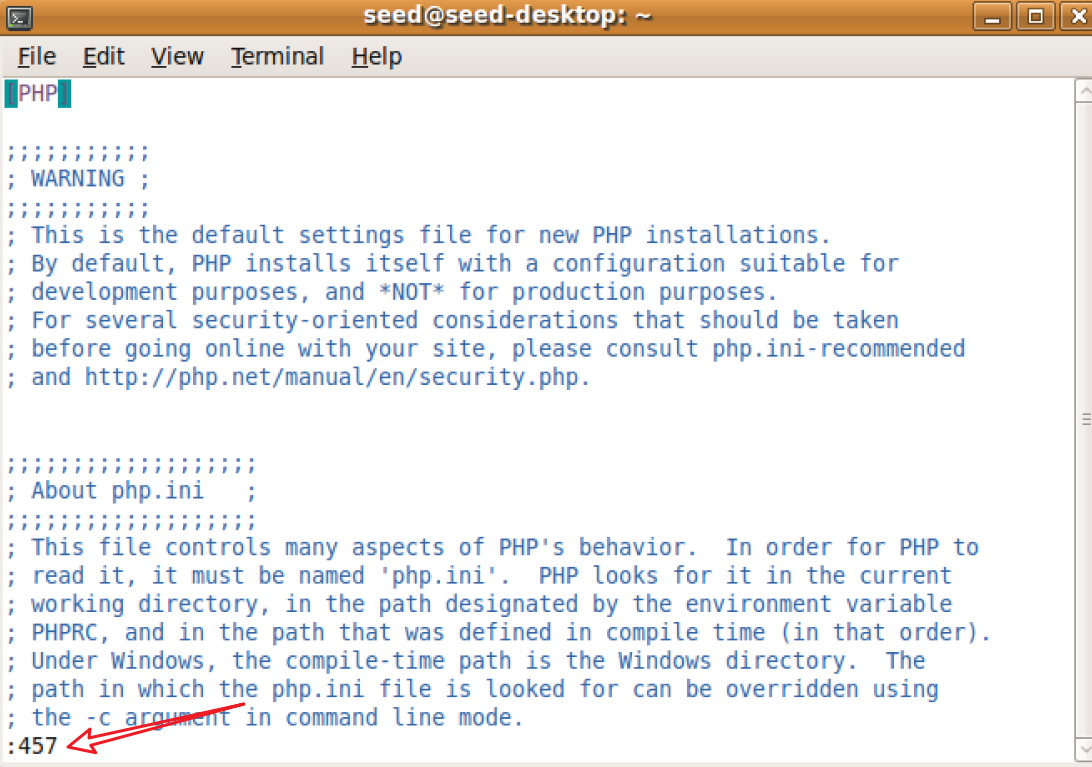 seed@seed-desktop: ~
File Edit View Terminal Help
[PHP]
;;;;;;;;;;;
; WARNING ;
;;;;;;;;;;;
; This is the default settings file for new PHP installations.
; By default, PHP installs itself with a configuration suitable for
; development purposes, and *NOT* for production purposes.
; For several security-oriented considerations that should be taken
; before going online with your site, please consult php.ini-recommended
; and http://php.net/manual/en/security.php.
;;;;;;;;;;;;;;;;;;;
; About php.ini   ;
;;;;;;;;;;;;;;;;;;;
; This file controls many aspects of PHP's behavior.  In order for PHP to
; read it, it must be named 'php.ini'.  PHP looks for it in the current
; working directory, in the path designated by the environment variable
; PHPRC, and in the path that was defined in compile time (in that order).
; Under Windows, the compile-time path is the Windows directory.  The
; path in which the php.ini file is looked for can be overridden using
; the -c argument in command line mode.
:457